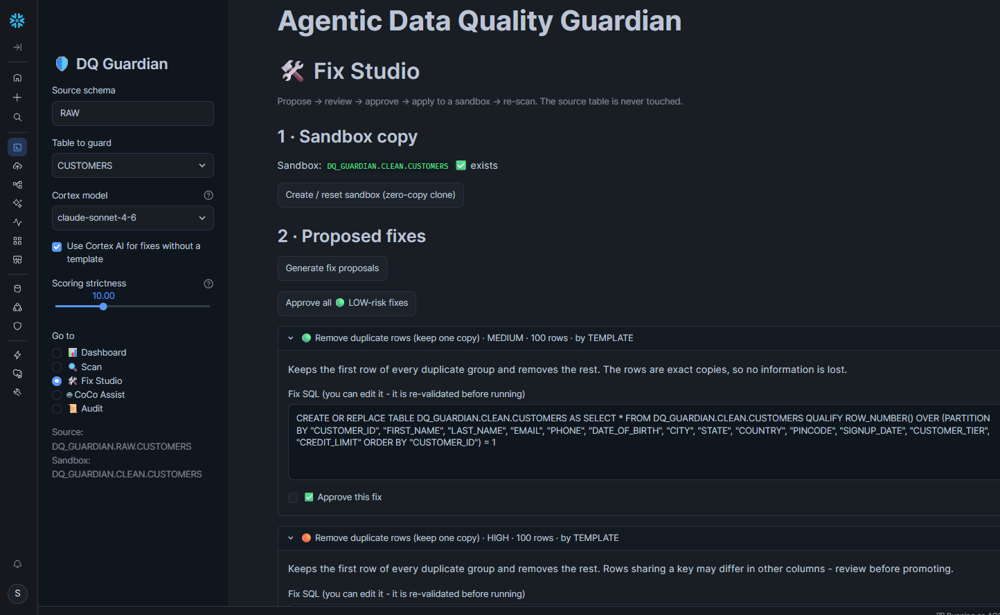 Agentic Data Quality Guardian
DQ Guardian
Source schema
RAW
Table to guard
CUSTOMERS
Cortex model
claude-sonnet-4-6
Use Cortex AI for fixes without a
template
Scoring strictness
10.00
Go to
Dashboard
Scan
Fix Studio
CoCo Assist
Audit
Source:
DQ_GUARDIAN.RAW.CUSTOMERS
Sandbox:
DQ_GUARDIAN.CLEAN.CUSTOMERS
S
Fix Studio
Propose → review → approve → apply to a sandbox → re-scan. The source table is never touched.
1 · Sandbox copy
Sandbox: DQ_GUARDIAN.CLEAN.CUSTOMERS ✅ exists
Create / reset sandbox (zero-copy clone)
2 · Proposed fixes
Generate fix proposals
Approve all 🟢 LOW-risk fixes
Remove duplicate rows (keep one copy) · MEDIUM · 100 rows · by TEMPLATE
Keeps the first row of every duplicate group and removes the rest. The rows are exact copies, so no information is lost.
Fix SQL (you can edit it - it is re-validated before running)
CREATE OR REPLACE TABLE DQ_GUARDIAN.CLEAN.CUSTOMERS AS SELECT * FROM DQ_GUARDIAN.CLEAN.CUSTOMERS QUALIFY ROW_NUMBER() OVER (PARTITION
BY "CUSTOMER_ID", "FIRST_NAME", "LAST_NAME", "EMAIL", "PHONE", "DATE_OF_BIRTH", "CITY", "STATE", "COUNTRY", "PINCODE", "SIGNUP_DATE", "CUSTOMER_TIER",
"CREDIT_LIMIT" ORDER BY "CUSTOMER_ID") = 1
✅ Approve this fix
Remove duplicate rows (keep one copy) · HIGH · 100 rows · by TEMPLATE
Keeps the first row of every duplicate group and removes the rest. Rows sharing a key may differ in other columns - review before promoting.
Fix SQL (you can edit it - it is re-validated before running)